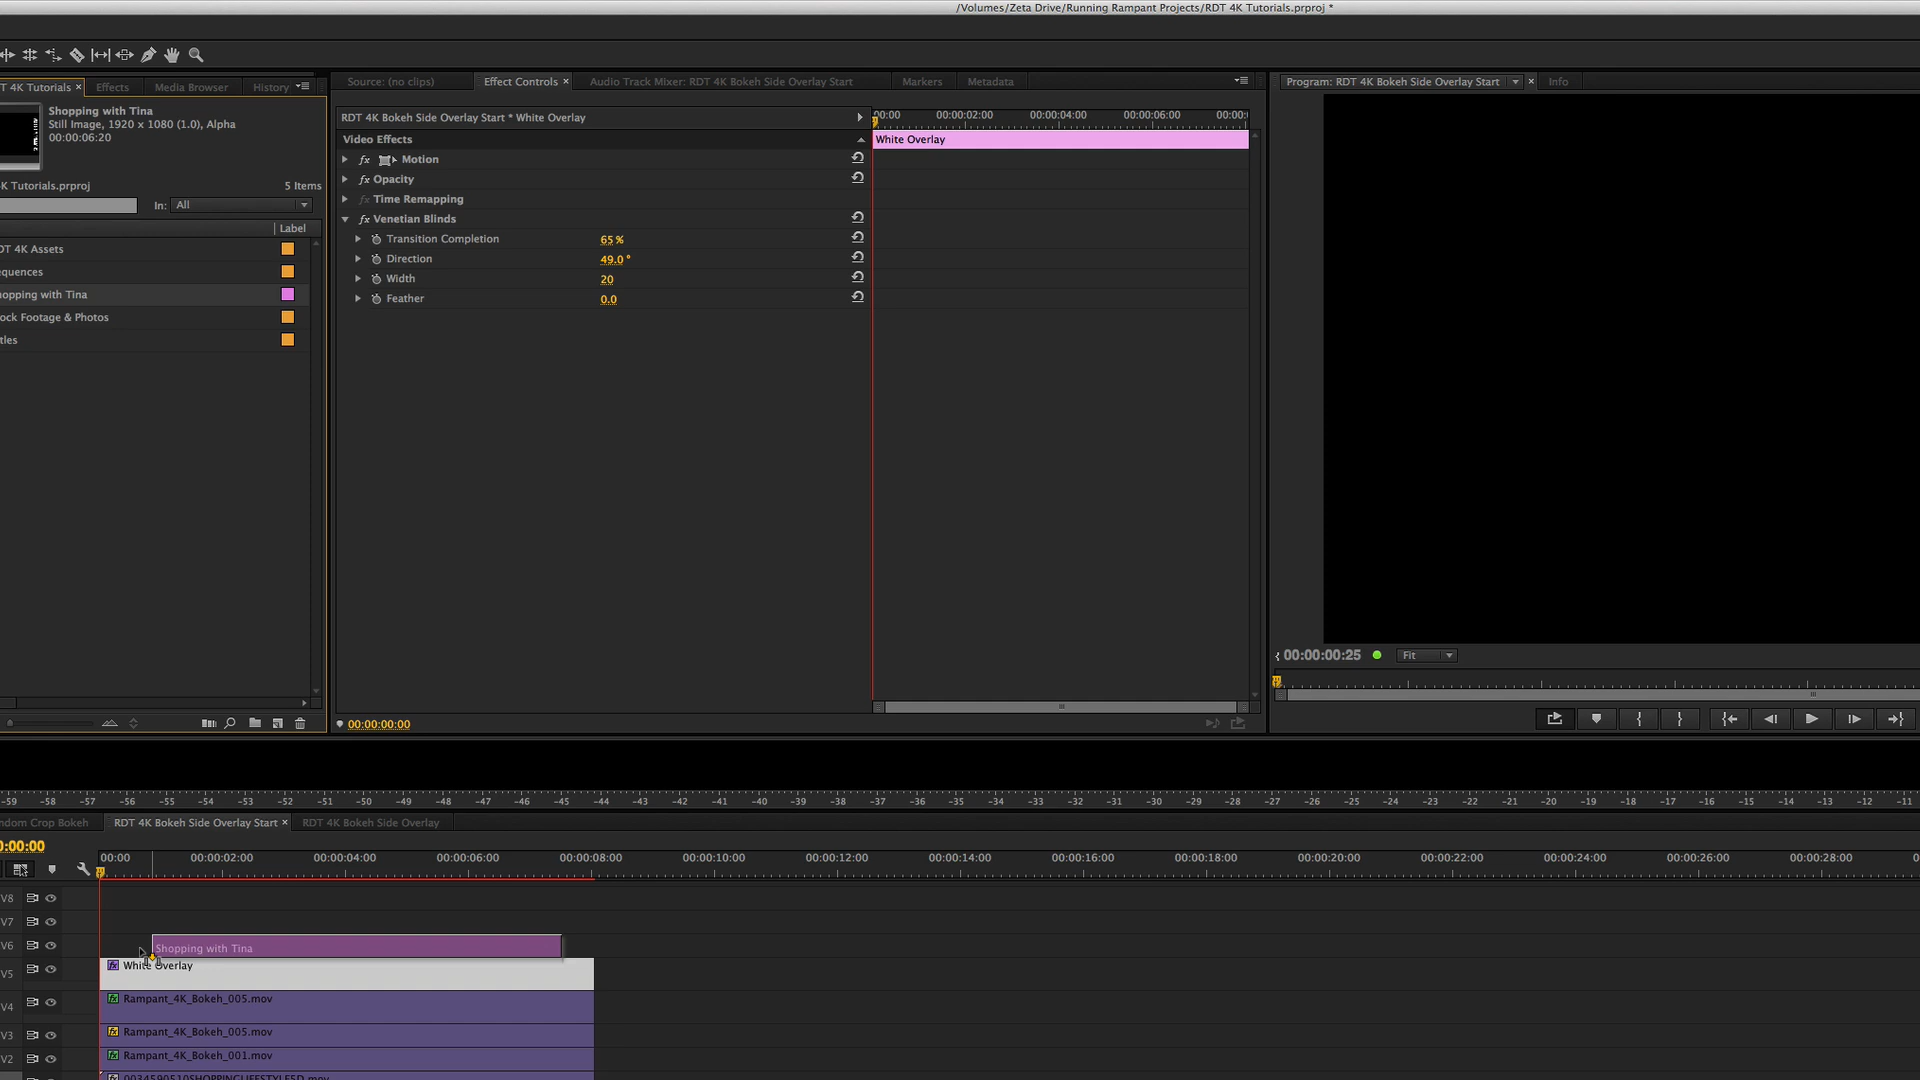 /Volumes/Zeta Drive/Running Rampant Projects/RDT 4K Tutorials.prproj *
T 4K Tutorials × Effects Media Browser History
Source: (no clips) Effect Controls × Audio Track Mixer: RDT 4K Bokeh Side Overlay Start Markers Metadata
Program: RDT 4K Bokeh Side Overlay Start × Info
Shopping with Tina
Still Image, 1920 x 1080 (1.0), Alpha
00:00:06:20
K Tutorials.prproj 5 Items
In: All
Label
DT 4K Assets
equences
hopping with Tina
ock Footage & Photos
tles
RDT 4K Bokeh Side Overlay Start * White Overlay
Video Effects
fx Motion
fx Opacity
fx Time Remapping
fx Venetian Blinds
Transition Completion 65 %
Direction 49.0 °
Width 20
Feather 0.0
00:00 00:00:02:00 00:00:04:00 00:00:06:00 00:00:
White Overlay
00:00:00:00
00:00:00:25 Fit
-59 -58 -57 -56 -55 -54 -53 -52 -51 -50 -49 -48 -47 -46 -45 -44 -43 -42 -41 -40 -39 -38 -37 -36 -35 -34 -33 -32 -31 -30 -29 -28 -27 -26 -25 -24 -23 -22 -21 -20 -19 -18 -17 -16 -15 -14 -13 -12 -11
ndom Crop Bokeh RDT 4K Bokeh Side Overlay Start × RDT 4K Bokeh Side Overlay
0:00:00
00:00 00:00:02:00 00:00:04:00 00:00:06:00 00:00:08:00 00:00:10:00 00:00:12:00 00:00:14:00 00:00:16:00 00:00:18:00 00:00:20:00 00:00:22:00 00:00:24:00 00:00:26:00 00:00:28:00
V8
V7
V6 Shopping with Tina
V5 fx White Overlay
V4 fx Rampant_4K_Bokeh_005.mov
V3 fx Rampant_4K_Bokeh_005.mov
V2 fx Rampant_4K_Bokeh_001.mov